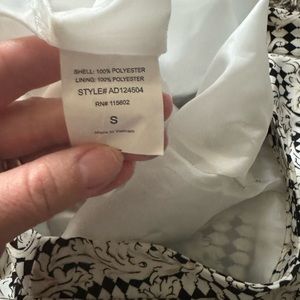 SHELL: 100% POLYESTER
LINING: 100% POLYESTER
STYLE# AD124504
RN# 115602
S
Made in Vietnam